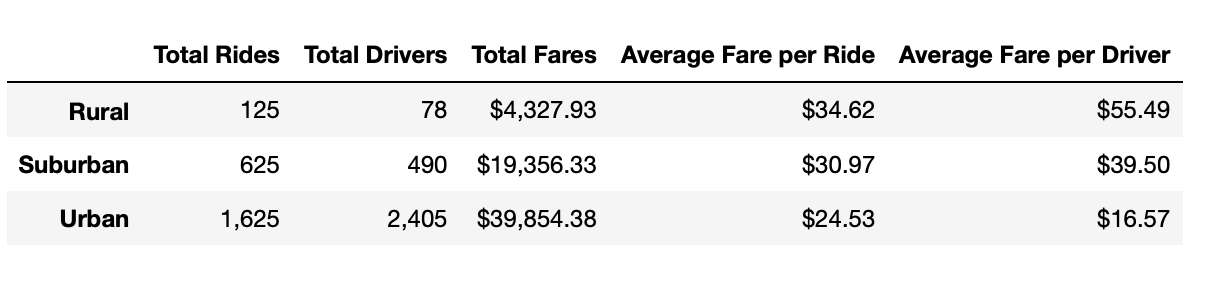 Total Rides Total Drivers Total Fares Average Fare per Ride Average Fare per Driver
Rural 125 78 $4,327.93 $34.62 $55.49
Suburban 625 490 $19,356.33 $30.97 $39.50
Urban 1,625 2,405 $39,854.38 $24.53 $16.57